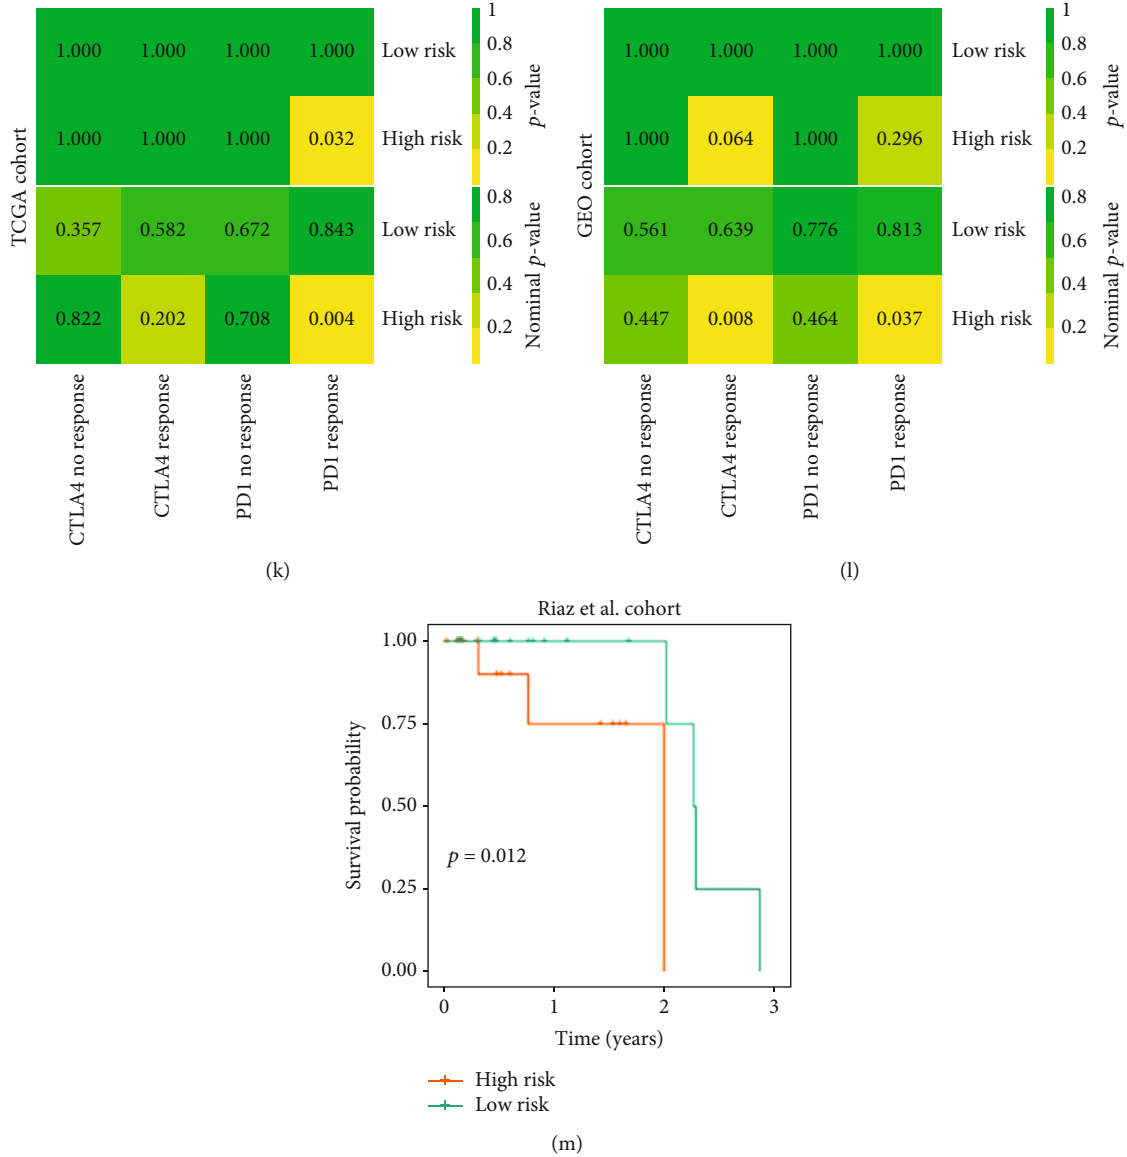 TCGA cohort
1.000 1.000 1.000 1.000 Low risk
1.000 1.000 1.000 0.032 High risk
0.357 0.582 0.672 0.843 Low risk
0.822 0.202 0.708 0.004 High risk
CTLA4 no response
CTLA4 response
PD1 no response
PD1 response
1
0.8
0.6
0.4
0.2
p-value
0.8
0.6
0.4
0.2
Nominal p-value
(k)
GEO cohort
1.000 1.000 1.000 1.000 Low risk
1.000 0.064 1.000 0.296 High risk
0.561 0.639 0.776 0.813 Low risk
0.447 0.008 0.464 0.037 High risk
CTLA4 no response
CTLA4 response
PD1 no response
PD1 response
1
0.8
0.6
0.4
0.2
p-value
0.8
0.6
0.4
0.2
Nominal p-value
(l)
Riaz et al. cohort
Survival probability
1.00
0.75
0.50
0.25
0.00
p = 0.012
0 1 2 3
Time (years)
High risk
Low risk
(m)